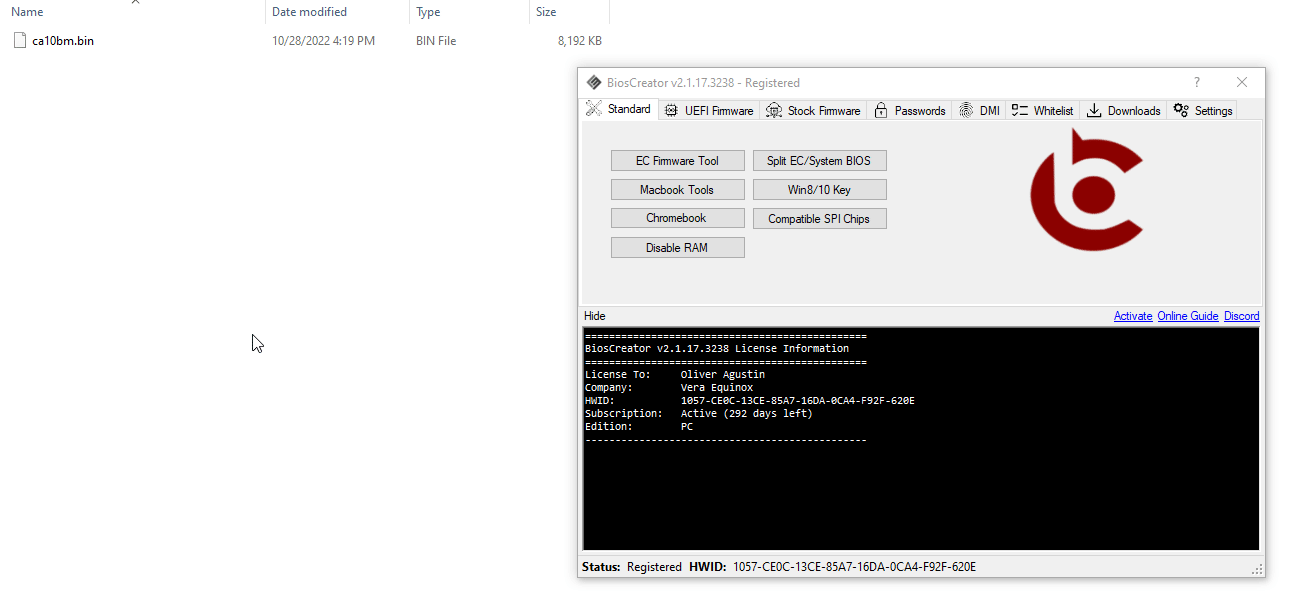 Name Date modified Type Size
ca10bm.bin 10/28/2022 4:19 PM BIN File 8,192 KB
BiosCreator v2.1.17.3238 - Registered ?
Standard UEFI Firmware Stock Firmware Passwords DMI Whitelist Downloads Settings
EC Firmware Tool Split EC/System BIOS
Macbook Tools Win8/10 Key
Chromebook Compatible SPI Chips
Disable RAM
Hide Activate Online Guide Discord
===============================================
BiosCreator v2.1.17.3238 License Information
===============================================
License To: Oliver Agustin
Company: Vera Equinox
HWID: 1057-CE0C-13CE-85A7-16DA-0CA4-F92F-620E
Subscription: Active (292 days left)
Edition: PC
-----------------------------------------------
Status: Registered HWID: 1057-CE0C-13CE-85A7-16DA-0CA4-F92F-620E